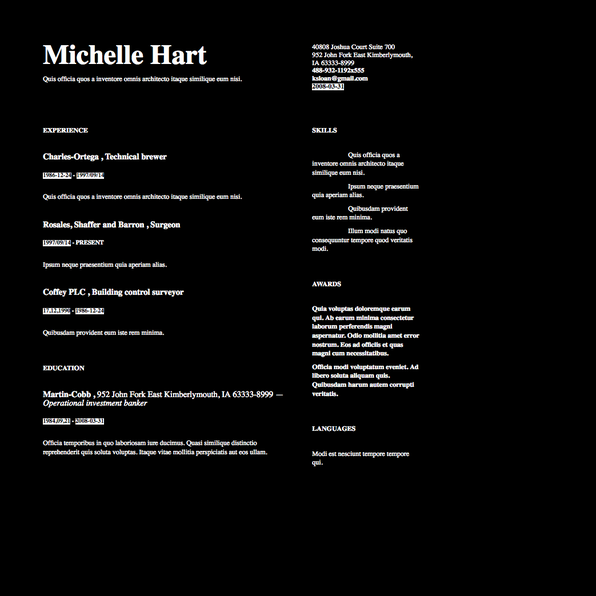 Michelle Hart
Quis officia quos a inventore omnis architecto itaque similique eum nisi.
40808 Joshua Court Suite 700
952 John Fork East Kimberlymouth,
IA 63333-8999
488-932-1192x555
ksloan@gmail.com
2008-03-31
EXPERIENCE
Charles-Ortega , Technical brewer
1986-12-24 - 1997/09/14
Quis officia quos a inventore omnis architecto itaque similique eum nisi.
Rosales, Shaffer and Barron , Surgeon
1997/09/14 - PRESENT
Ipsum neque praesentium quia aperiam alias.
Coffey PLC , Building control surveyor
17.12.1990 - 1986-12-24
Quibusdam provident eum iste rem minima.
EDUCATION
Martin-Cobb , 952 John Fork East Kimberlymouth, IA 63333-8999 —
Operational investment banker
1984.09.21 - 2008-03-31
Officia temporibus in quo laboriosam iure ducimus. Quasi similique distinctio
reprehenderit quis soluta voluptas. Itaque vitae mollitia perspiciatis aut eos ullam.
SKILLS
Quis officia quos a
inventore omnis architecto itaque
similique eum nisi.
Ipsum neque praesentium
quia aperiam alias.
Quibusdam provident
eum iste rem minima.
Illum modi natus quo
consequuntur tempore quod veritatis
modi.
AWARDS
Quia voluptas doloremque earum
qui. Ab earum minima consectetur
laborum perferendis magni
aspernatur. Odio mollitia amet error
nostrum. Eos ad officiis et quas
magni cum necessitatibus.
Officia modi voluptatum eveniet. Ad
libero soluta aliquam quis.
Quibusdam harum autem corrupti
veritatis.
LANGUAGES
Modi est nesciunt tempore tempore
qui.